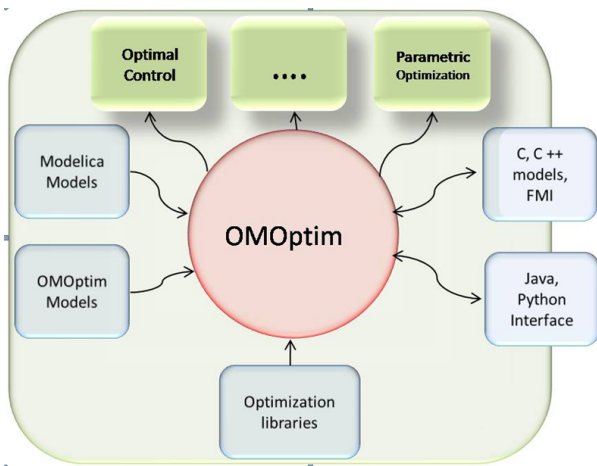 Optimal
Control
....
Parametric
Optimization
Modelica
Models
C, C ++
models,
FMI
OMOptim
OMOptim
Models
Java,
Python
Interface
Optimization
libraries